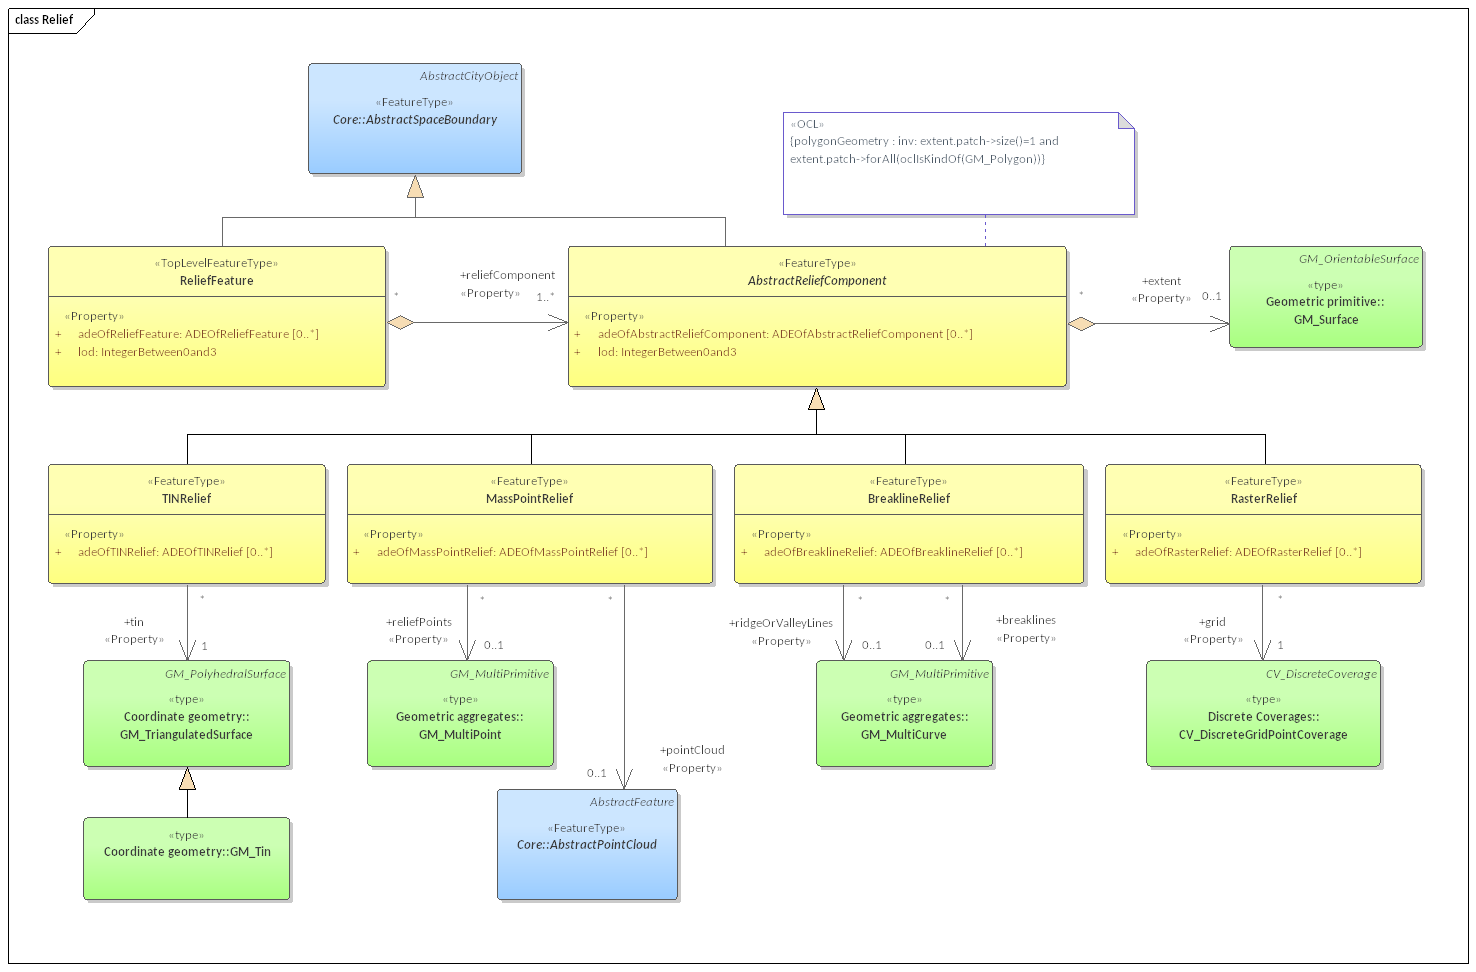 class Relief
AbstractCityObject
«FeatureType»
Core::AbstractSpaceBoundary
«OCL»
{polygonGeometry : inv: extent.patch->size()=1 and
extent.patch->forAll(oclIsKindOf(GM_Polygon))}
«TopLevelFeatureType»
ReliefFeature
«Property»
+ adeOfReliefFeature: ADEOfReliefFeature [0..*]
+ lod: IntegerBetween0and3
*
+reliefComponent
«Property»
1..*
«FeatureType»
AbstractReliefComponent
«Property»
+ adeOfAbstractReliefComponent: ADEOfAbstractReliefComponent [0..*]
+ lod: IntegerBetween0and3
*
+extent
«Property»
0..1
GM_OrientableSurface
«type»
Geometric primitive::
GM_Surface
«FeatureType»
TINRelief
«Property»
+ adeOfTINRelief: ADEOfTINRelief [0..*]
«FeatureType»
MassPointRelief
«Property»
+ adeOfMassPointRelief: ADEOfMassPointRelief [0..*]
«FeatureType»
BreaklineRelief
«Property»
+ adeOfBreaklineRelief: ADEOfBreaklineRelief [0..*]
«FeatureType»
RasterRelief
«Property»
+ adeOfRasterRelief: ADEOfRasterRelief [0..*]
*
+tin
«Property»
1
*
+reliefPoints
«Property»
0..1
*
*
+ridgeOrValleyLines
«Property»
0..1
*
+breaklines
«Property»
0..1
*
+grid
«Property»
1
GM_PolyhedralSurface
«type»
Coordinate geometry::
GM_TriangulatedSurface
GM_MultiPrimitive
«type»
Geometric aggregates::
GM_MultiPoint
GM_MultiPrimitive
«type»
Geometric aggregates::
GM_MultiCurve
CV_DiscreteCoverage
«type»
Discrete Coverages::
CV_DiscreteGridPointCoverage
+pointCloud
«Property»
0..1
«type»
Coordinate geometry::GM_Tin
AbstractFeature
«FeatureType»
Core::AbstractPointCloud